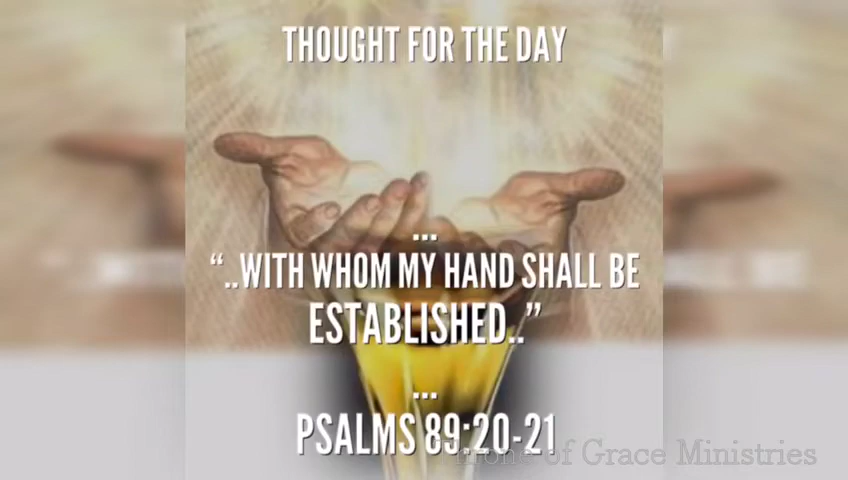 THOUGHT FOR THE DAY
...
“..WITH WHOM MY HAND SHALL BE
ESTABLISHED..”
...
PSALMS 89:20-21
Throne of Grace Ministries